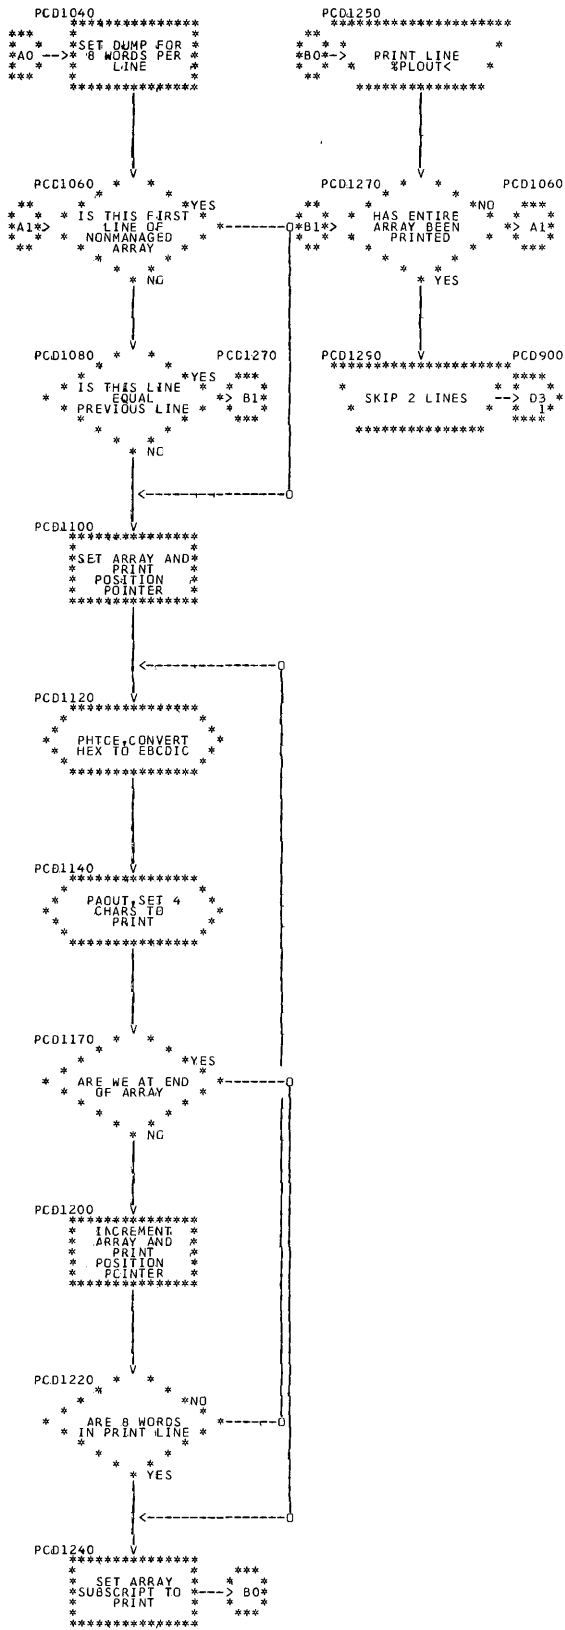 PCD1040
A0
SET DUMP FOR
8 WORDS PER
LINE
PCD1060
A1
YES
IS THIS FIRST
LINE OF
NONMANAGED
ARRAY
NO
PCD1080
YES
IS THIS LINE
EQUAL
PREVIOUS LINE
PCD1270
B1
NO
PCD1100
SET ARRAY AND
PRINT
POSITION
POINTER
PCD1120
PHTCE,CONVERT
HEX TO EBCDIC
PCD1140
PAOUT,SET 4
CHARS TO
PRINT
PCD1170
YES
ARE WE AT END
OF ARRAY
NO
PCD1200
INCREMENT
ARRAY AND
PRINT
POSITION
POINTER
PCD1220
NO
ARE 8 WORDS
IN PRINT LINE
YES
PCD1240
SET ARRAY
SUBSCRIPT TO
PRINT
B0
PCD1250
B0
PRINT LINE
%PLOUT<
PCD1270
B1
NO
HAS ENTIRE
ARRAY BEEN
PRINTED
PCD1060
A1
YES
PCD1290
SKIP 2 LINES
PCD900
D3
1